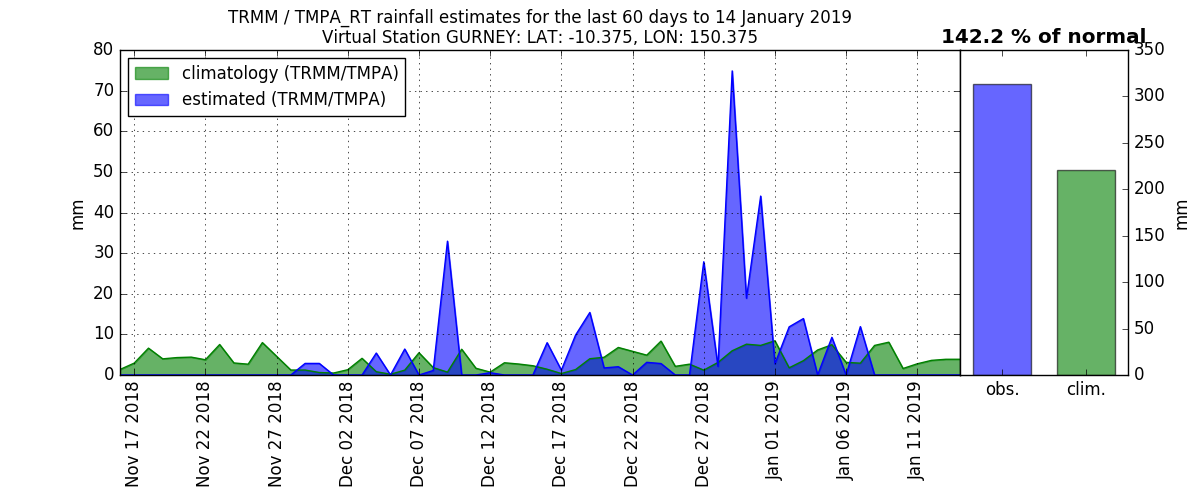 TRMM / TMPA_RT rainfall estimates for the last 60 days to 14 January 2019
Virtual Station GURNEY: LAT: -10.375, LON: 150.375
142.2 % of normal
climatology (TRMM/TMPA)
estimated (TRMM/TMPA)
80
70
60
50
40
30
20
10
0
mm
Nov 17 2018
Nov 22 2018
Nov 27 2018
Dec 02 2018
Dec 07 2018
Dec 12 2018
Dec 17 2018
Dec 22 2018
Dec 27 2018
Jan 01 2019
Jan 06 2019
Jan 11 2019
350
300
250
200
150
100
50
0
mm
obs.
clim.